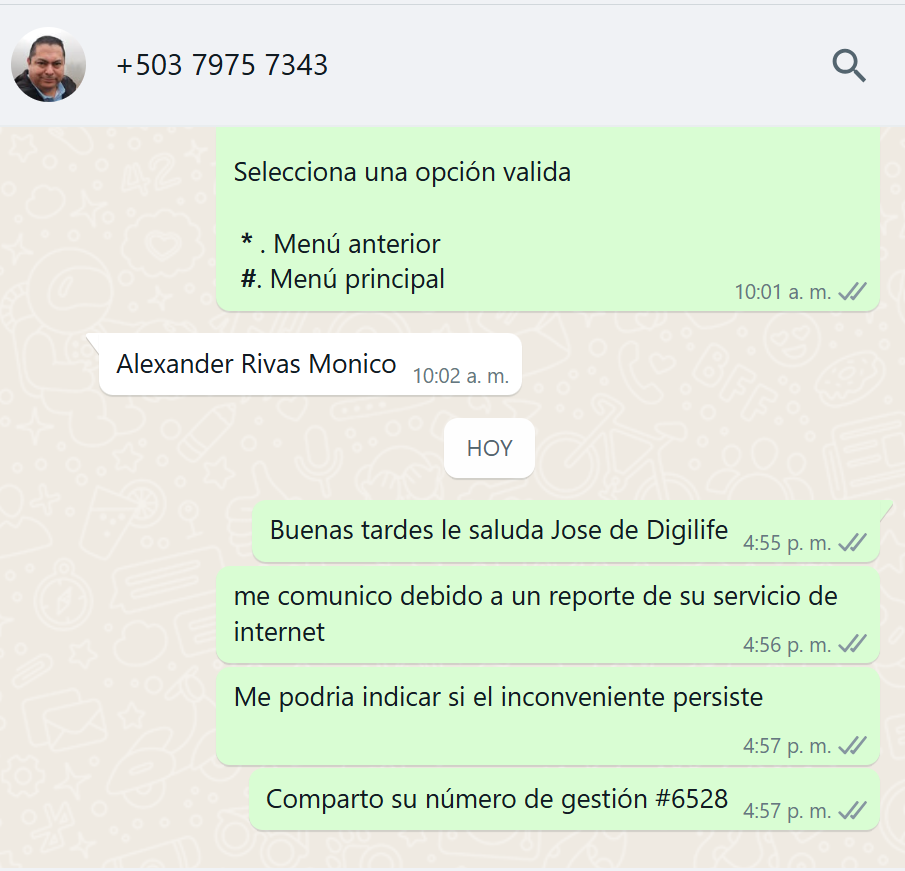 +503 7975 7343
Selecciona una opción valida
* . Menú anterior
#. Menú principal
10:01 a. m.
Alexander Rivas Monico
10:02 a. m.
HOY
Buenas tardes le saluda Jose de Digilife
4:55 p. m.
me comunico debido a un reporte de su servicio de
internet
4:56 p. m.
Me podria indicar si el inconveniente persiste
4:57 p. m.
Comparto su número de gestión #6528
4:57 p. m.